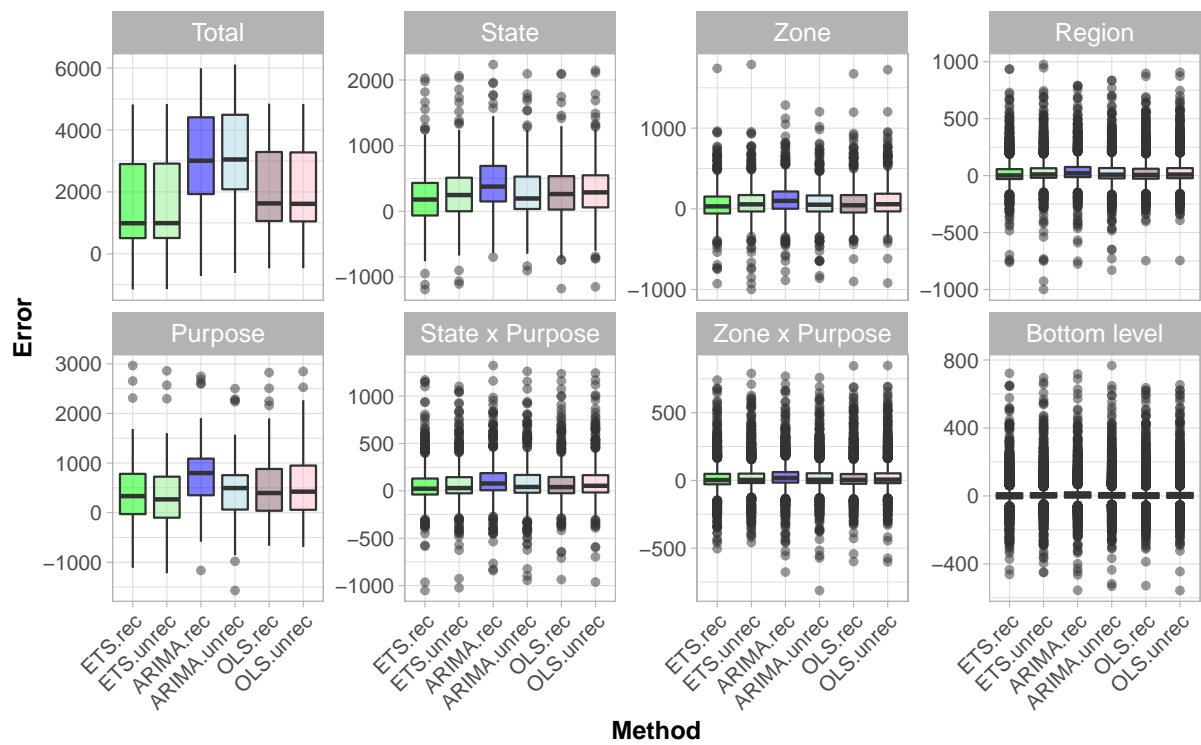 Total
State
Zone
Region
6000
4000
2000
0
2000
1000
0
−1000
1000
0
−1000
1000
500
0
−500
−1000
Error
Purpose
State x Purpose
Zone x Purpose
Bottom level
3000
2000
1000
0
−1000
1000
500
0
−500
−1000
500
0
−500
800
400
0
−400
ETS.rec
ETS.unrec
ARIMA.rec
ARIMA.unrec
OLS.rec
OLS.unrec
ETS.rec
ETS.unrec
ARIMA.rec
ARIMA.unrec
OLS.rec
OLS.unrec
ETS.rec
ETS.unrec
ARIMA.rec
ARIMA.unrec
OLS.rec
OLS.unrec
ETS.rec
ETS.unrec
ARIMA.rec
ARIMA.unrec
OLS.rec
OLS.unrec
Method